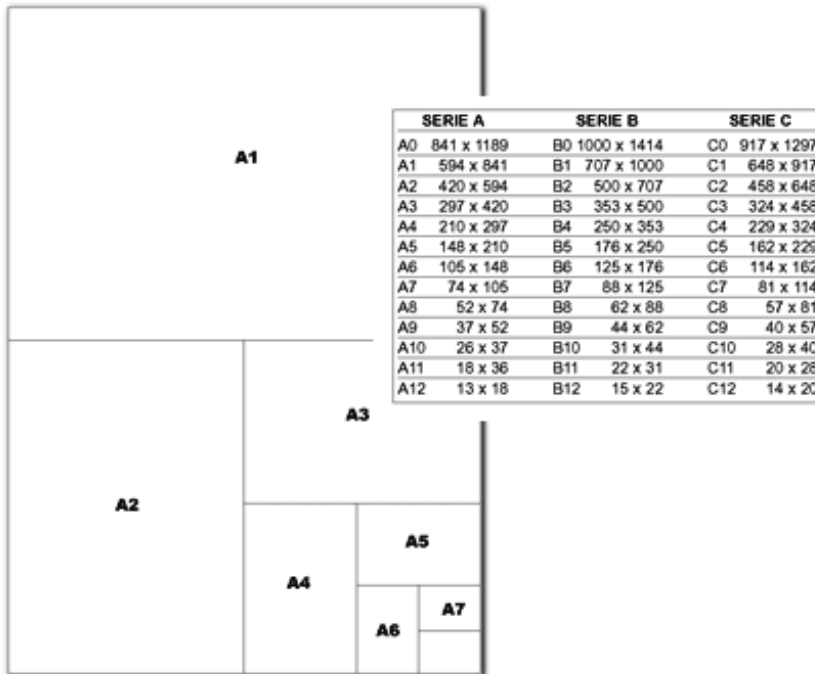 A1
SERIE A SERIE B SERIE C
A0 841 x 1189 B0 1000 x 1414 C0 917 x 1297
A1 594 x 841 B1 707 x 1000 C1 648 x 917
A2 420 x 594 B2 500 x 707 C2 458 x 648
A3 297 x 420 B3 353 x 500 C3 324 x 458
A4 210 x 297 B4 250 x 353 C4 229 x 324
A5 148 x 210 B5 176 x 250 C5 162 x 229
A6 105 x 148 B6 125 x 176 C6 114 x 162
A7 74 x 105 B7 88 x 125 C7 81 x 114
A8 52 x 74 B8 62 x 88 C8 57 x 81
A9 37 x 52 B9 44 x 62 C9 40 x 57
A10 26 x 37 B10 31 x 44 C10 28 x 40
A11 18 x 36 B11 22 x 31 C11 20 x 28
A12 13 x 18 B12 15 x 22 C12 14 x 20
A3
A2
A5
A4
A7
A6